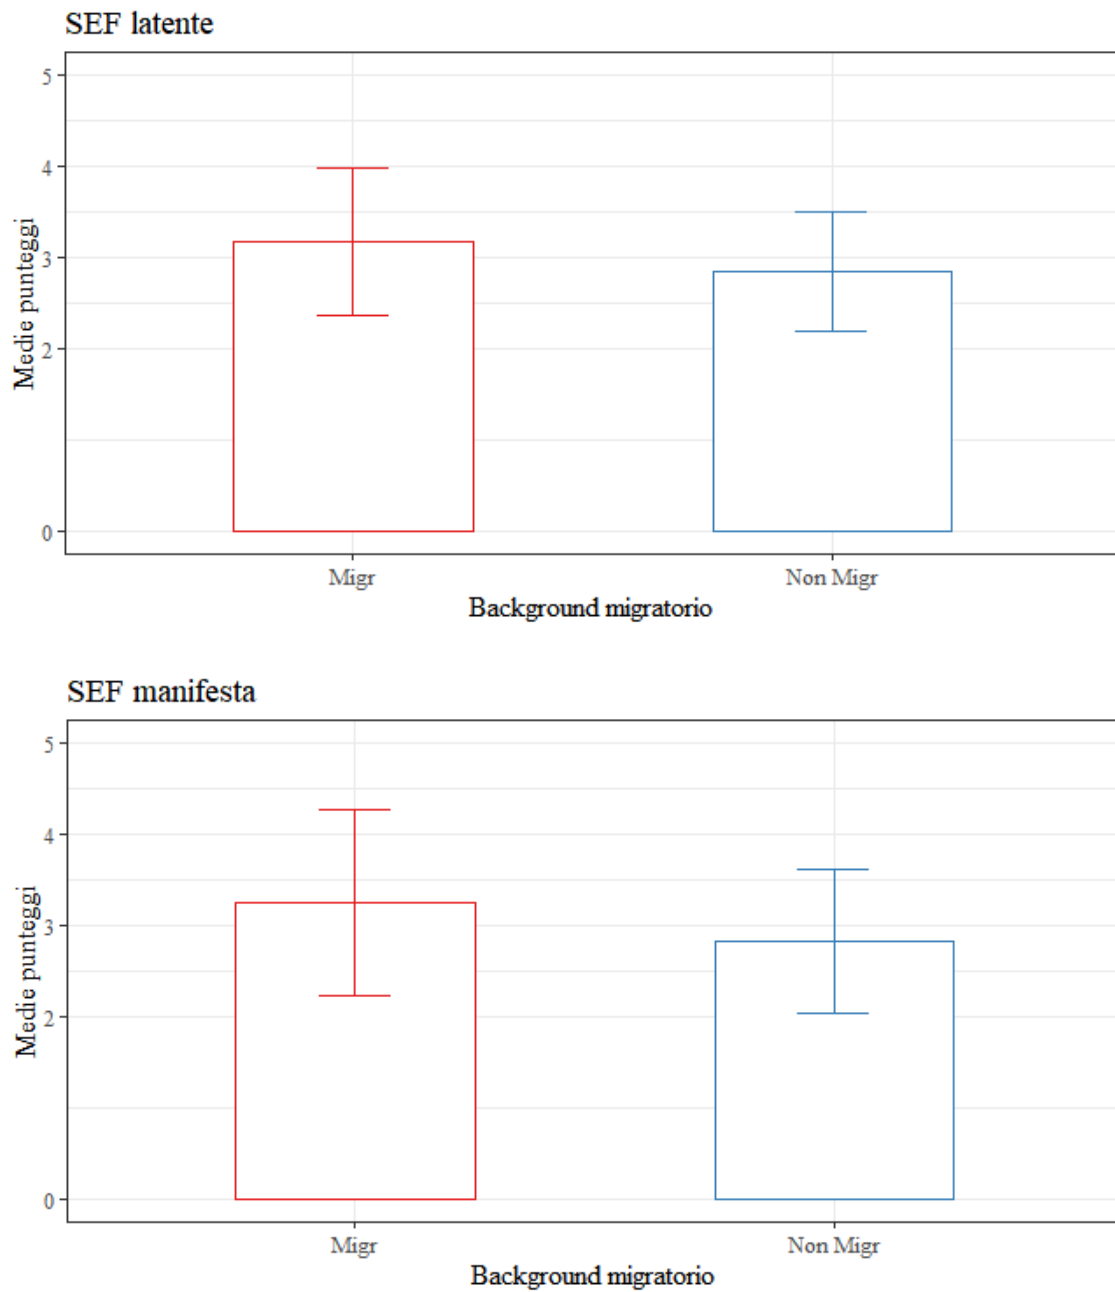 SEF latente
5
4
3
2
0
Medie punteggi
Migr
Non Migr
Background migratorio
SEF manifesta
5
4
3
2
0
Medie punteggi
Migr
Non Migr
Background migratorio